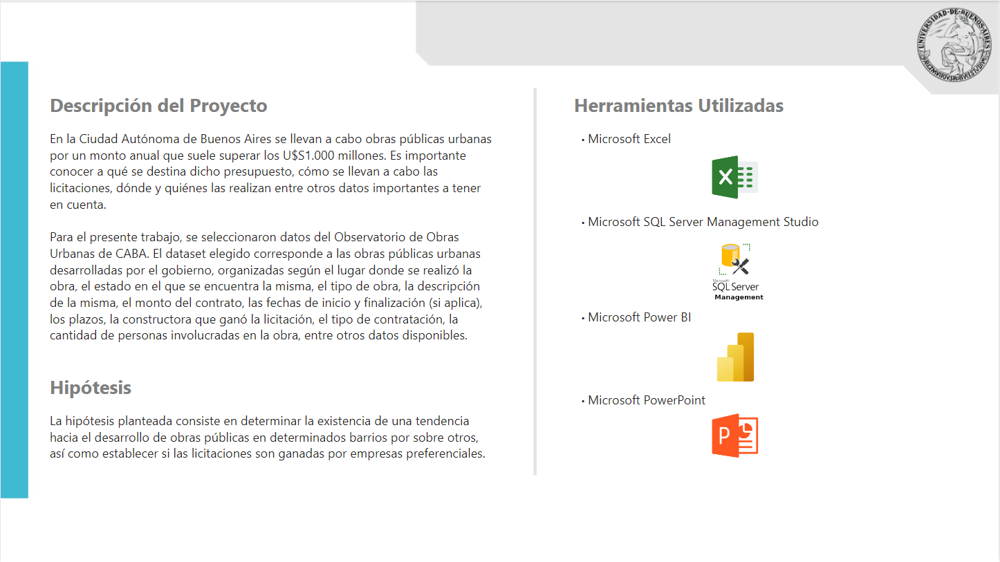 UNIVERSIDAD·DE·BUENOS·AIRES
Descripción del Proyecto
En la Ciudad Autónoma de Buenos Aires se llevan a cabo obras públicas urbanas
por un monto anual que suele superar los U$S1.000 millones. Es importante
conocer a qué se destina dicho presupuesto, cómo se llevan a cabo las
licitaciones, dónde y quiénes las realizan entre otros datos importantes a tener
en cuenta.
Para el presente trabajo, se seleccionaron datos del Observatorio de Obras
Urbanas de CABA. El dataset elegido corresponde a las obras públicas urbanas
desarrolladas por el gobierno, organizadas según el lugar donde se realizó la
obra, el estado en el que se encuentra la misma, el tipo de obra, la descripción
de la misma, el monto del contrato, las fechas de inicio y finalización (si aplica),
los plazos, la constructora que ganó la licitación, el tipo de contratación, la
cantidad de personas involucradas en la obra, entre otros datos disponibles.
Hipótesis
La hipótesis planteada consiste en determinar la existencia de una tendencia
hacia el desarrollo de obras públicas en determinados barrios por sobre otros,
así como establecer si las licitaciones son ganadas por empresas preferenciales.
Herramientas Utilizadas
• Microsoft Excel
X
• Microsoft SQL Server Management Studio
Microsoft
SQL Server
Management
• Microsoft Power BI
• Microsoft PowerPoint
P